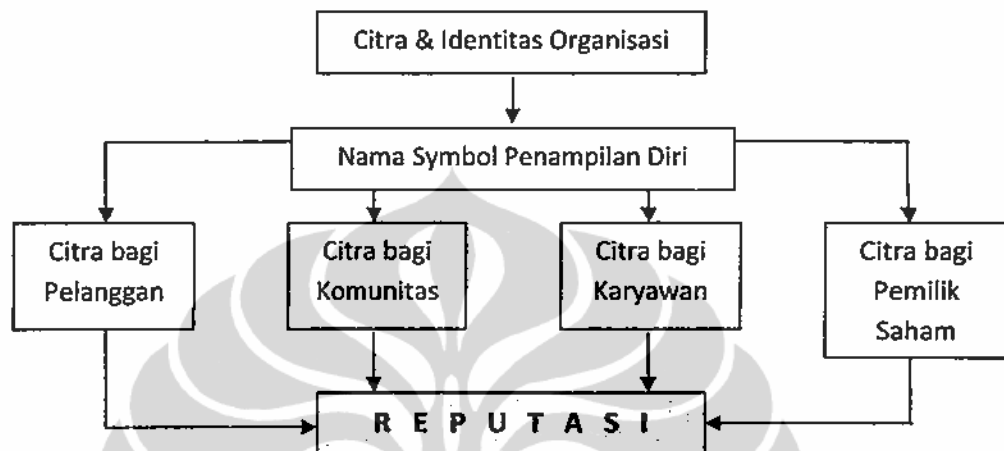 Citra & Identitas Organisasi
Nama Symbol Penampilan Diri
Citra bagi
Pelanggan
Citra bagi
Komunitas
Citra bagi
Karyawan
Citra bagi
Pemilik
Saham
R E P U T A S I